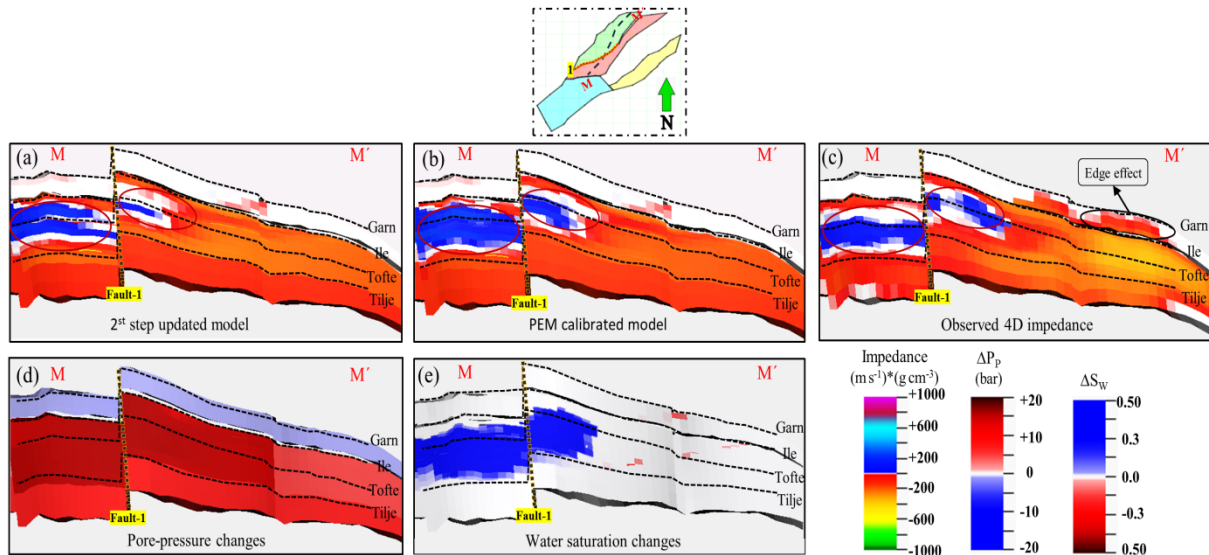 M´
1
M
N
(a) M M´
Garn
Ile
Tofte
Tilje
Fault-1
2st step updated model
(b) M M´
Garn
Ile
Tofte
Tilje
Fault-1
PEM calibrated model
(c) M M´
Edge effect
Garn
Ile
Tofte
Tilje
Fault-1
Observed 4D impedance
(d) M M´
Garn
Ile
Tofte
Tilje
Fault-1
Pore-pressure changes
(e) M M´
Garn
Ile
Tofte
Tilje
Fault-1
Water saturation changes
Impedance
(m s-1)*(g cm-3)
+1000
+600
+200
-200
-600
-1000
ΔPP
(bar)
+20
+10
0
-10
-20
ΔSW
0.50
0.3
0.0
0.3
0.50